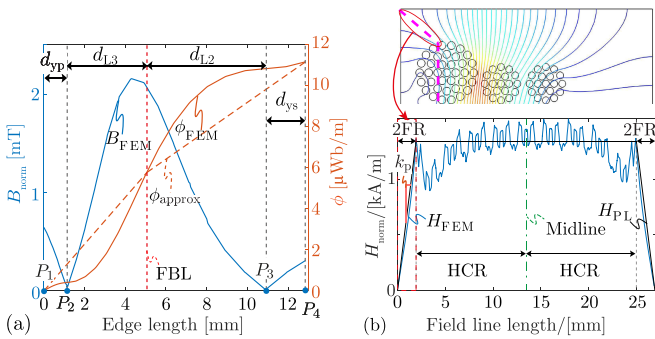 d_yp
d_L3
d_L2
d_ys
B_FEM
ϕ_FEM
ϕ_approx
FBL
P_1
P_2
P_3
P_4
B_norm [mT]
0
1
2
ϕ [µWb/m]
0
2
4
6
8
10
12
0 2 4 6 8 10 12
Edge length [mm]
(a)
2FR
2FR
k_p
H_FEM
H_PL
Midline
HCR
HCR
H_norm/[kA/m]
0
1
0 5 10 15 20 25
Field line length/[mm]
(b)